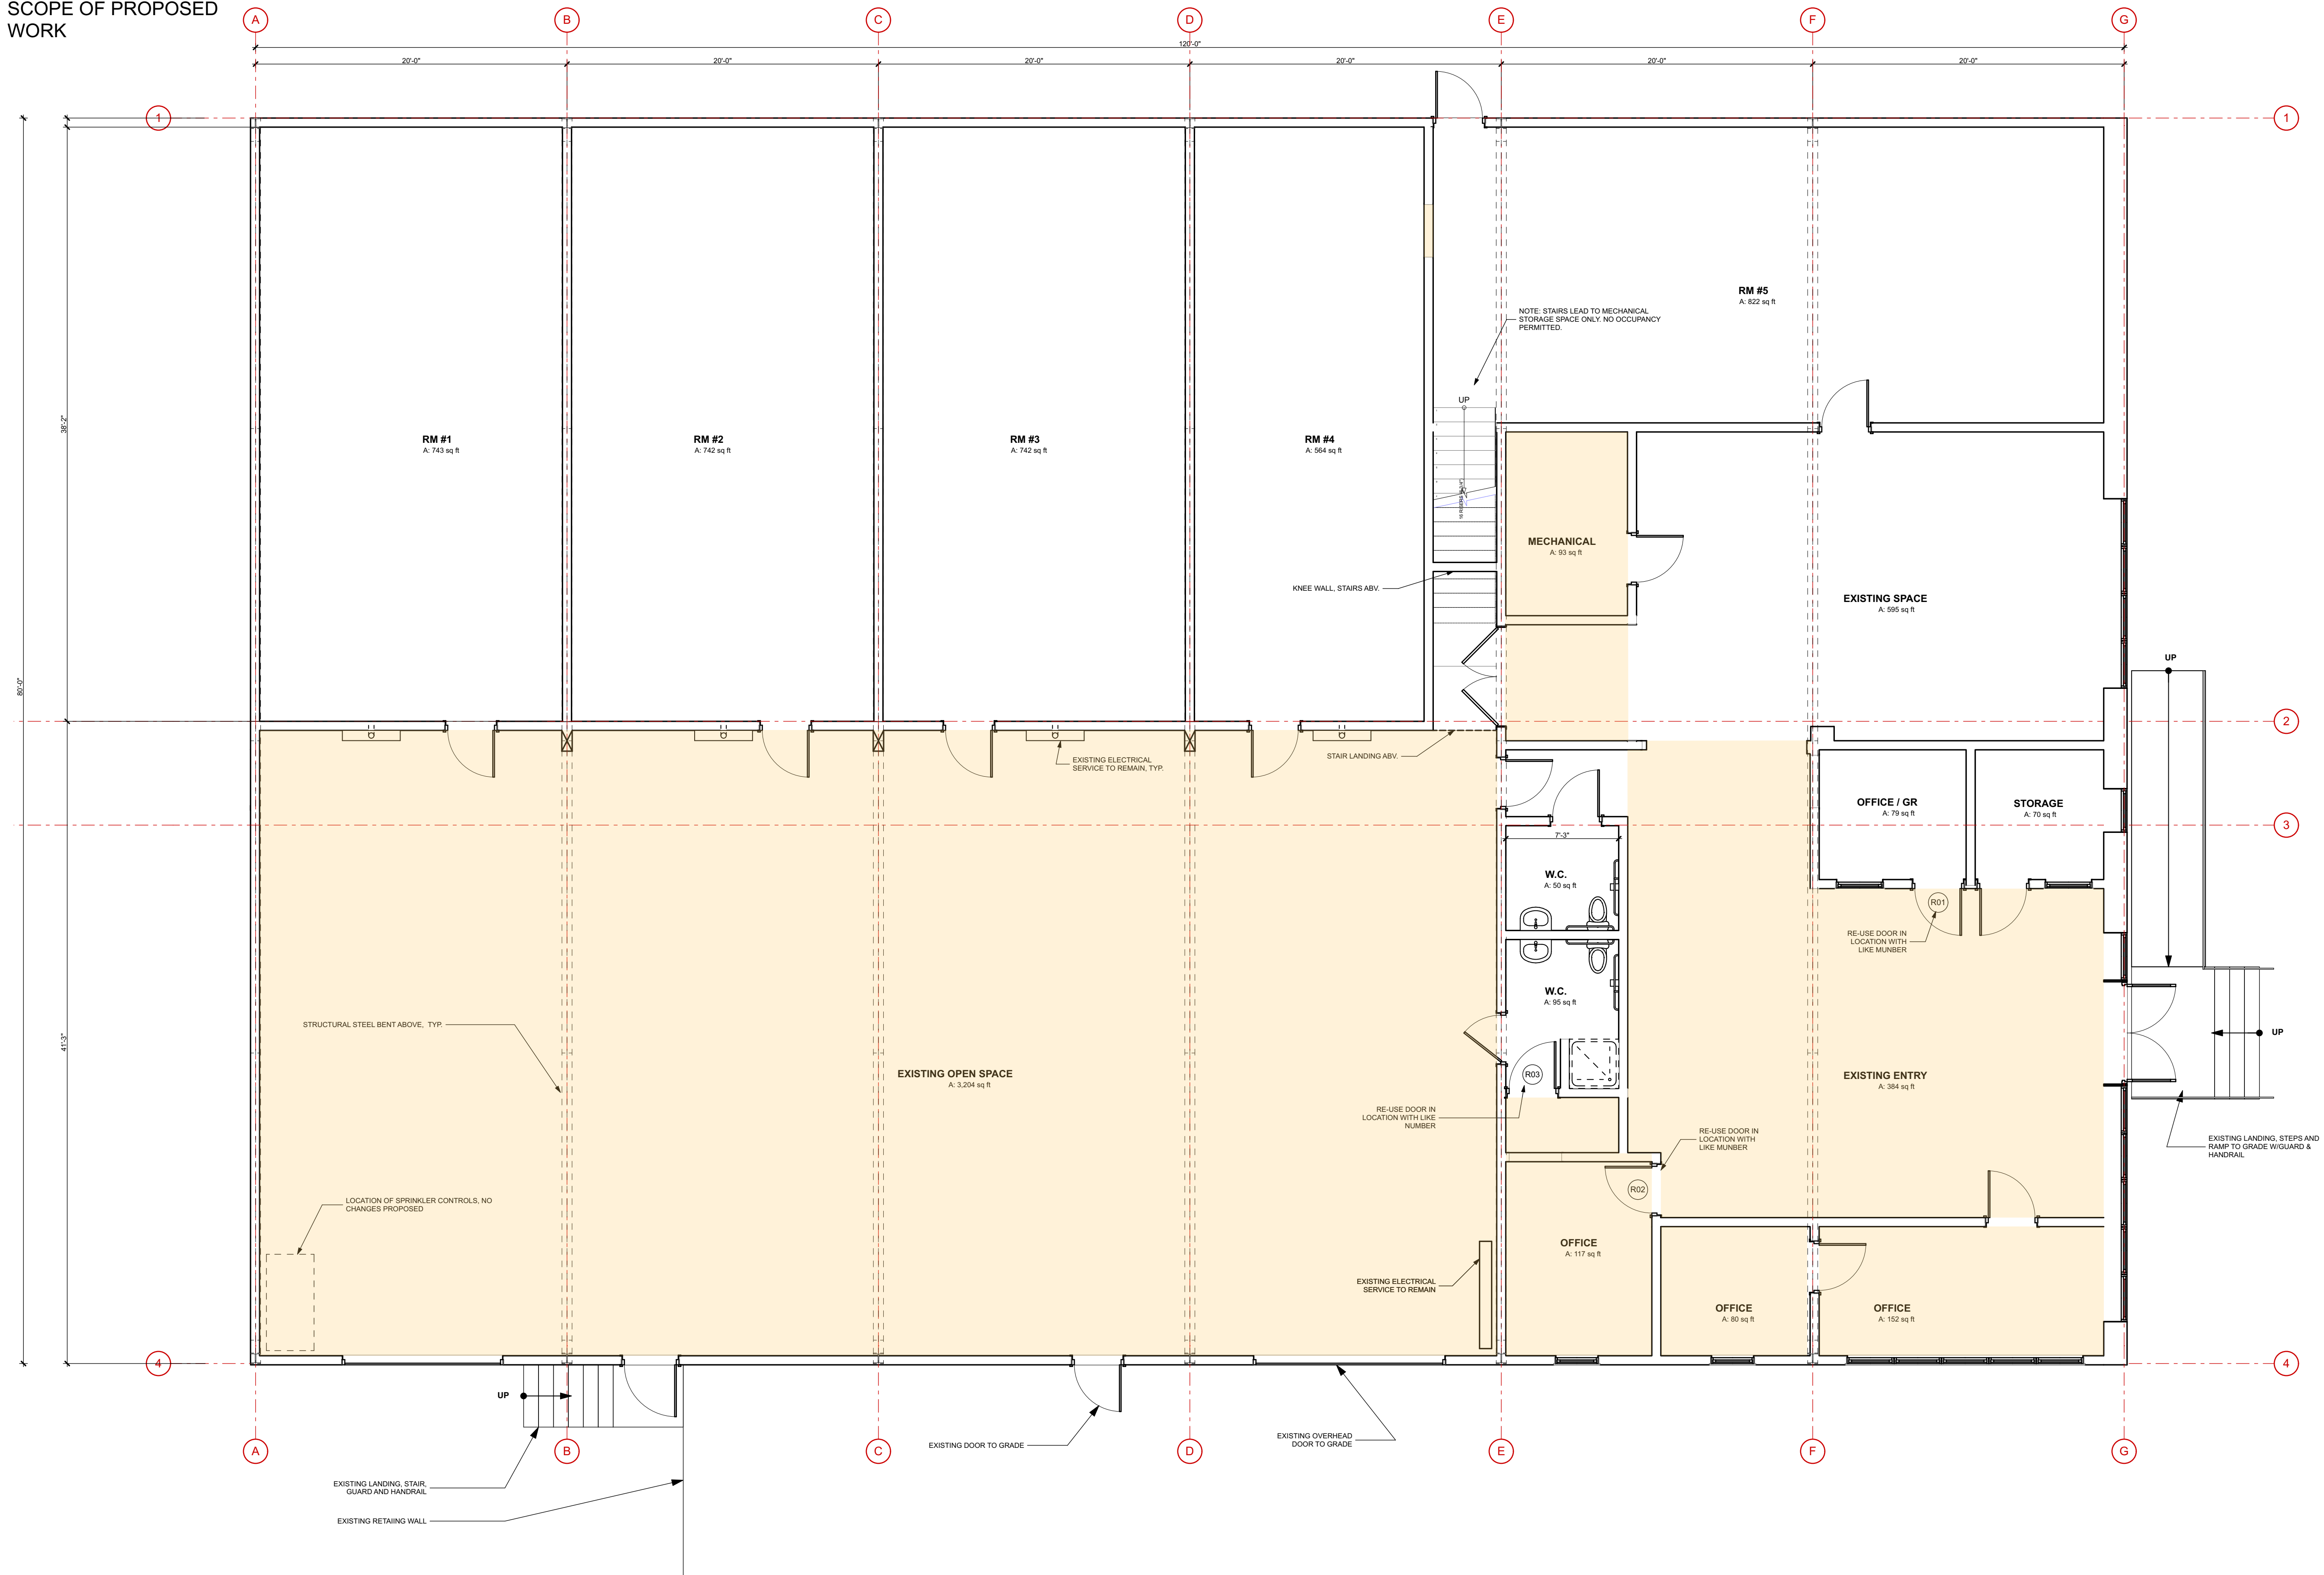 SCOPE OF PROPOSED
WORK
A
B
C
D
E
F
G
120'-0"
20'-0"
20'-0"
20'-0"
20'-0"
20'-0"
20'-0"
1
1
38'-2"
80'-0"
41'-3"
RM #5
A: 822 sq ft
NOTE: STAIRS LEAD TO MECHANICAL
STORAGE SPACE ONLY. NO OCCUPANCY
PERMITTED.
UP
RM #1
A: 743 sq ft
RM #2
A: 742 sq ft
RM #3
A: 742 sq ft
RM #4
A: 564 sq ft
MECHANICAL
A: 93 sq ft
KNEE WALL, STAIRS ABV.
EXISTING SPACE
A: 595 sq ft
UP
2
STAIR LANDING ABV.
EXISTING ELECTRICAL
SERVICE TO REMAIN, TYP.
OFFICE / GR
A: 79 sq ft
STORAGE
A: 70 sq ft
3
7'-3"
W.C.
A: 50 sq ft
R01
RE-USE DOOR IN
LOCATION WITH
LIKE MUNBER
W.C.
A: 95 sq ft
STRUCTURAL STEEL BENT ABOVE, TYP.
UP
EXISTING OPEN SPACE
A: 3,204 sq ft
R03
EXISTING ENTRY
A: 384 sq ft
RE-USE DOOR IN
LOCATION WITH LIKE
NUMBER
RE-USE DOOR IN
LOCATION WITH
LIKE MUNBER
EXISTING LANDING, STEPS AND
RAMP TO GRADE W/GUARD &
HANDRAIL
R02
LOCATION OF SPRINKLER CONTROLS, NO
CHANGES PROPOSED
OFFICE
A: 117 sq ft
EXISTING ELECTRICAL
SERVICE TO REMAIN
OFFICE
A: 80 sq ft
OFFICE
A: 152 sq ft
4
4
UP
EXISTING DOOR TO GRADE
EXISTING OVERHEAD
DOOR TO GRADE
A
B
C
D
E
F
G
EXISTING LANDING, STAIR,
GUARD AND HANDRAIL
EXISTING RETAIING WALL